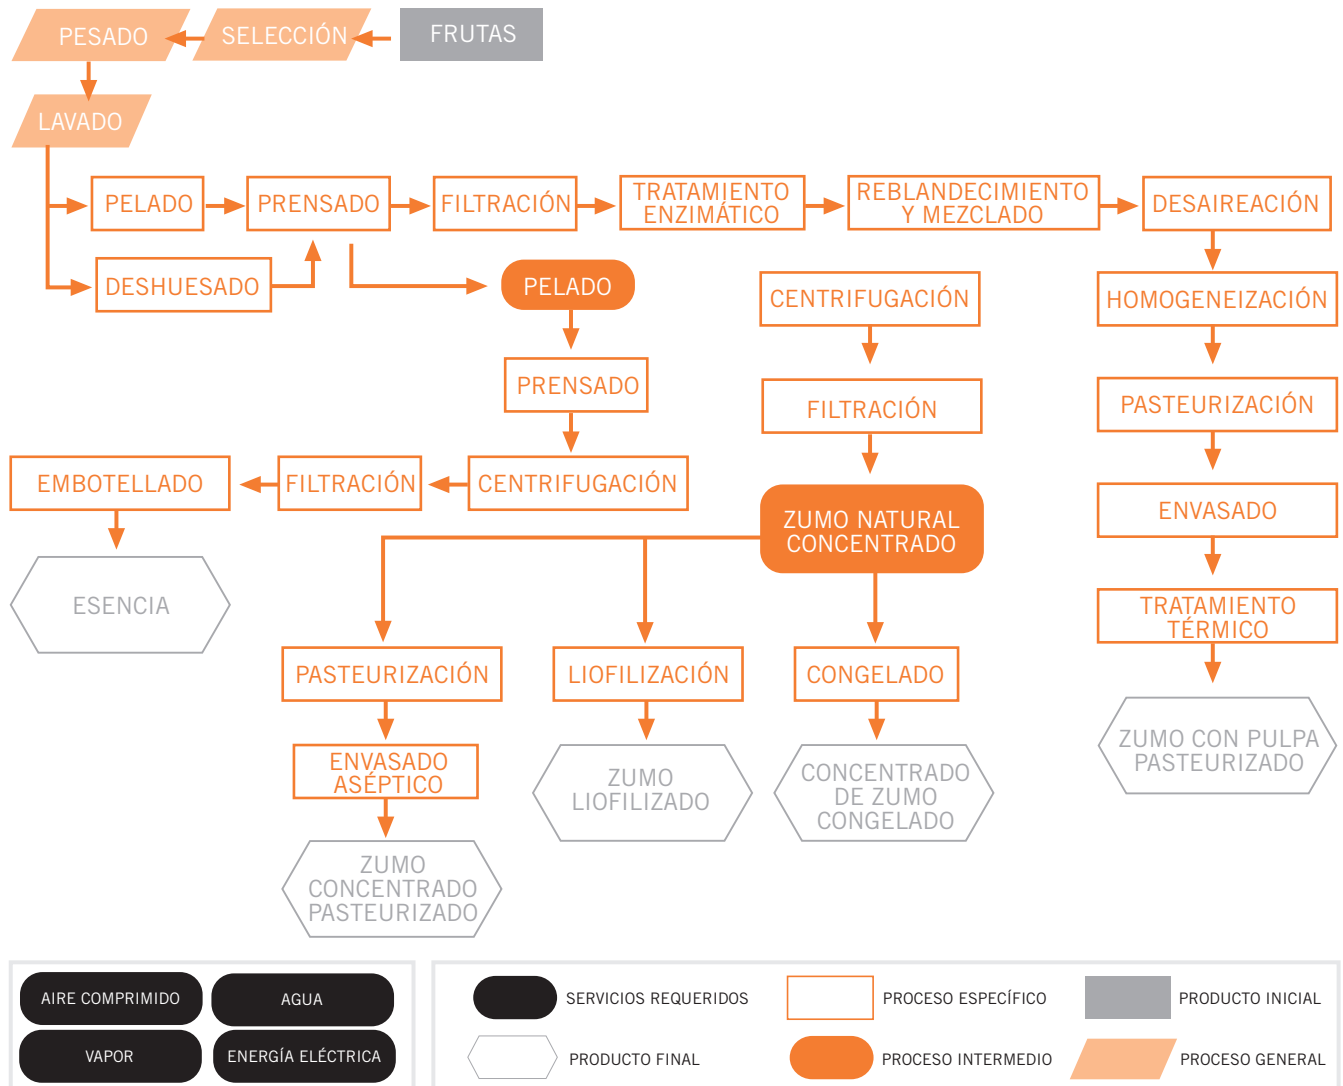 PESADO
SELECCIÓN
FRUTAS
LAVADO
PELADO
PRENSADO
FILTRACIÓN
TRATAMIENTO
ENZIMÁTICO
REBLANDECIMIENTO
Y MEZCLADO
DESAIREACIÓN
DESHUESADO
PELADO
CENTRIFUGACIÓN
HOMOGENEIZACIÓN
PRENSADO
FILTRACIÓN
PASTEURIZACIÓN
EMBOTELLADO
FILTRACIÓN
CENTRIFUGACIÓN
ZUMO NATURAL
CONCENTRADO
ENVASADO
ESENCIA
TRATAMIENTO
TÉRMICO
PASTEURIZACIÓN
LIOFILIZACIÓN
CONGELADO
ZUMO CON PULPA
PASTEURIZADO
ENVASADO
ASÉPTICO
ZUMO
LIOFILIZADO
CONCENTRADO
DE ZUMO
CONGELADO
ZUMO
CONCENTRADO
PASTEURIZADO
AIRE COMPRIMIDO
AGUA
VAPOR
ENERGÍA ELÉCTRICA
SERVICIOS REQUERIDOS
PROCESO ESPECÍFICO
PRODUCTO INICIAL
PRODUCTO FINAL
PROCESO INTERMEDIO
PROCESO GENERAL